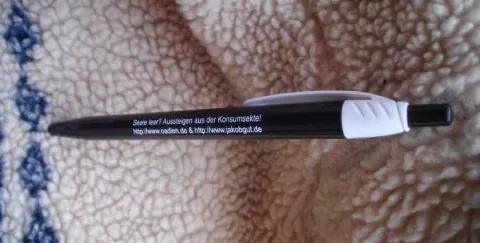 Seele leer? Aussteigen aus der Konsumsekte!
http://www.oadien.de & http://www.jakobgut.de